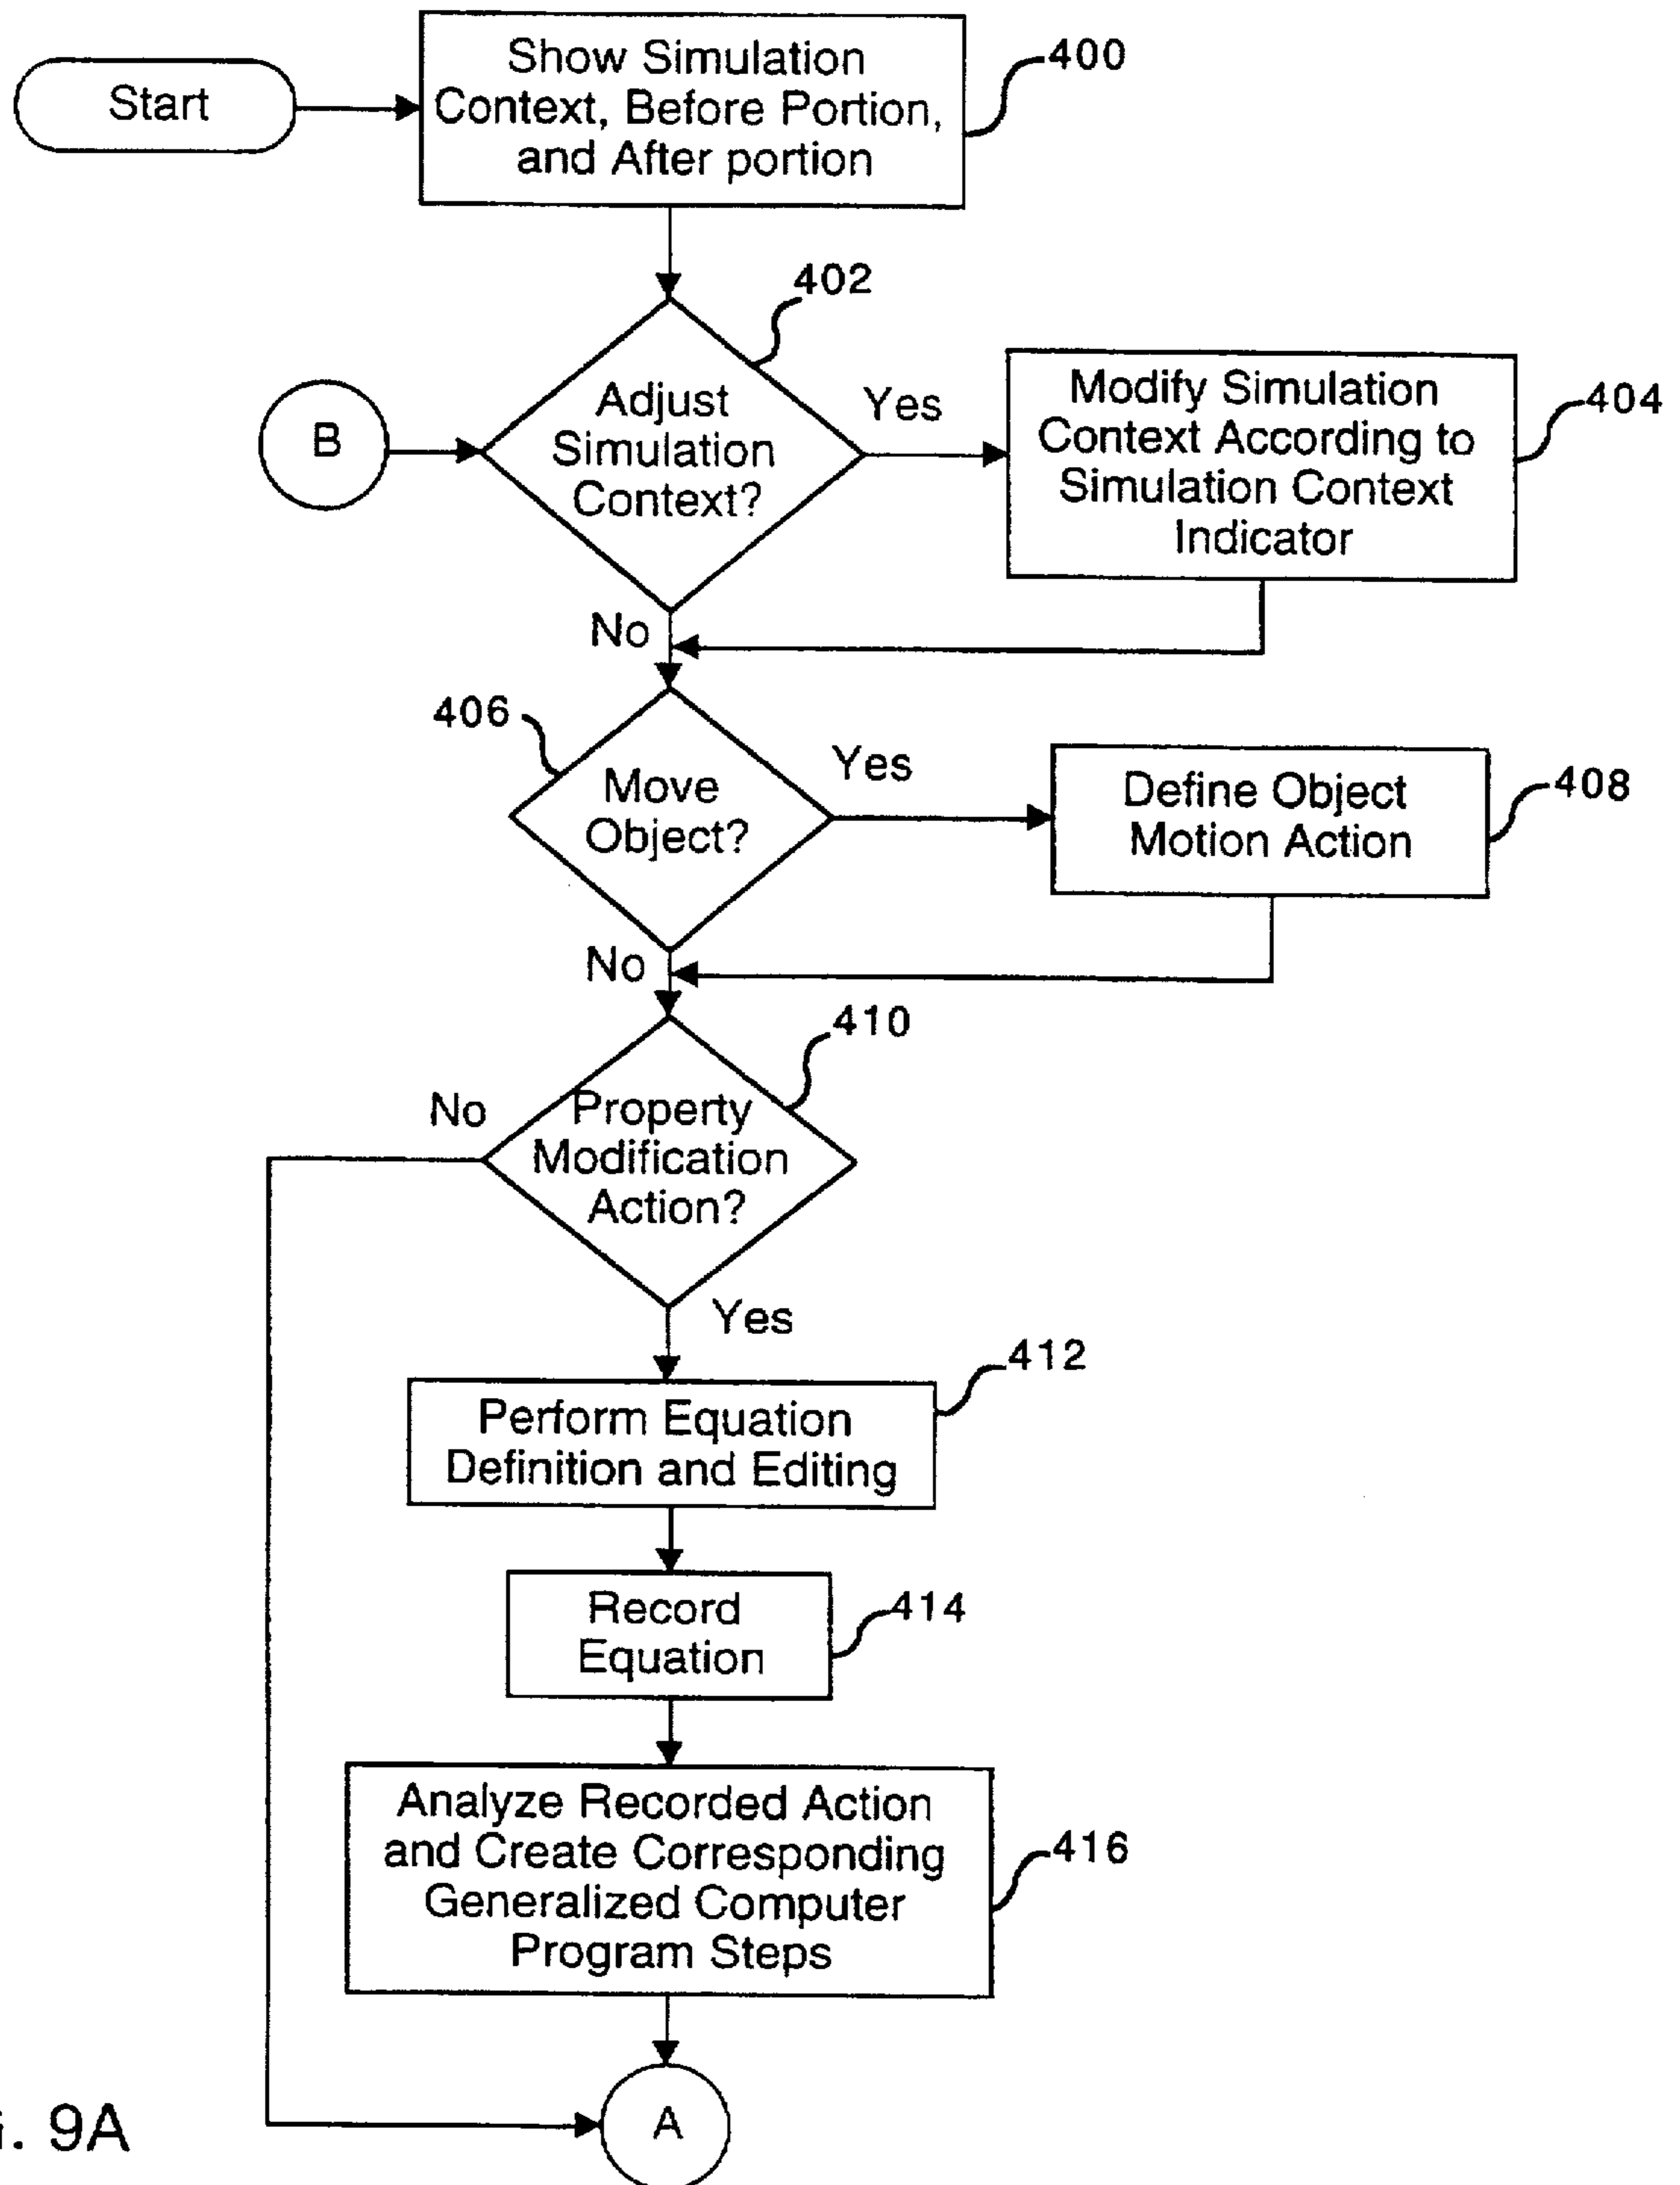 Start
Show Simulation
Context, Before Portion,
and After portion
400
402
B
Adjust
Simulation
Context?
Yes
Modify Simulation
Context According to
Simulation Context
Indicator
404
No
406
Move
Object?
Yes
Define Object
Motion Action
408
No
410
No
Property
Modification
Action?
Yes
412
Perform Equation
Definition and Editing
Record
Equation
414
Analyze Recorded Action
and Create Corresponding
Generalized Computer
Program Steps
416
A
. 9A